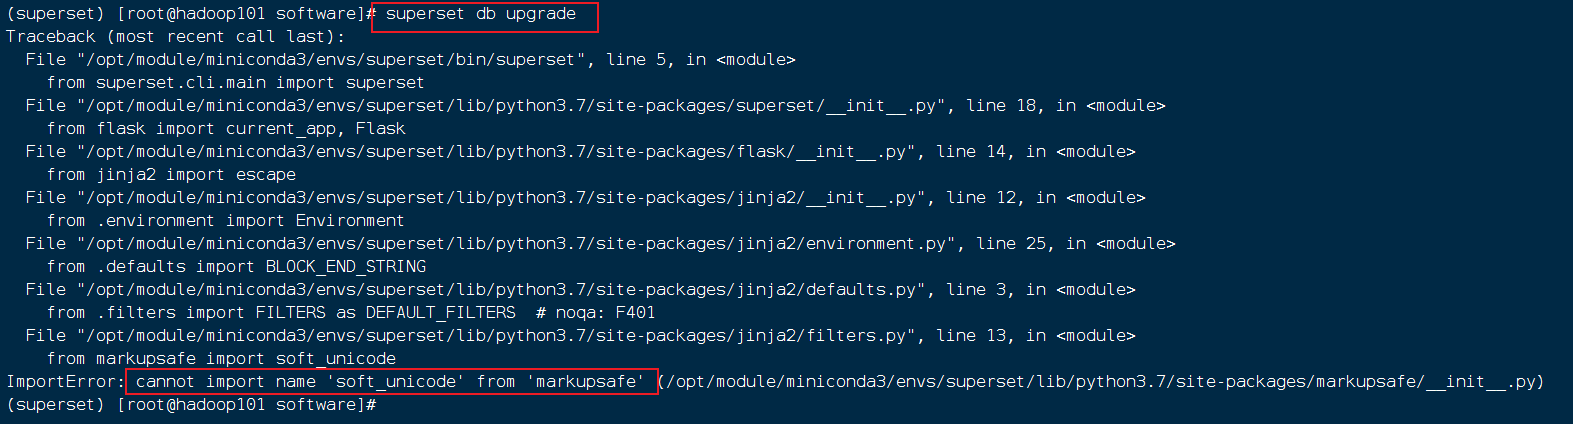 (superset) [root@hadoop101 software]# superset db upgrade
Traceback (most recent call last):
  File "/opt/module/miniconda3/envs/superset/bin/superset", line 5, in <module>
    from superset.cli.main import superset
  File "/opt/module/miniconda3/envs/superset/lib/python3.7/site-packages/superset/__init__.py", line 18, in <module>
    from flask import current_app, Flask
  File "/opt/module/miniconda3/envs/superset/lib/python3.7/site-packages/flask/__init__.py", line 14, in <module>
    from jinja2 import escape
  File "/opt/module/miniconda3/envs/superset/lib/python3.7/site-packages/jinja2/__init__.py", line 12, in <module>
    from .environment import Environment
  File "/opt/module/miniconda3/envs/superset/lib/python3.7/site-packages/jinja2/environment.py", line 25, in <module>
    from .defaults import BLOCK_END_STRING
  File "/opt/module/miniconda3/envs/superset/lib/python3.7/site-packages/jinja2/defaults.py", line 3, in <module>
    from .filters import FILTERS as DEFAULT_FILTERS  # noqa: F401
  File "/opt/module/miniconda3/envs/superset/lib/python3.7/site-packages/jinja2/filters.py", line 13, in <module>
    from markupsafe import soft_unicode
ImportError: cannot import name 'soft_unicode' from 'markupsafe' (/opt/module/miniconda3/envs/superset/lib/python3.7/site-packages/markupsafe/__init__.py)
(superset) [root@hadoop101 software]#